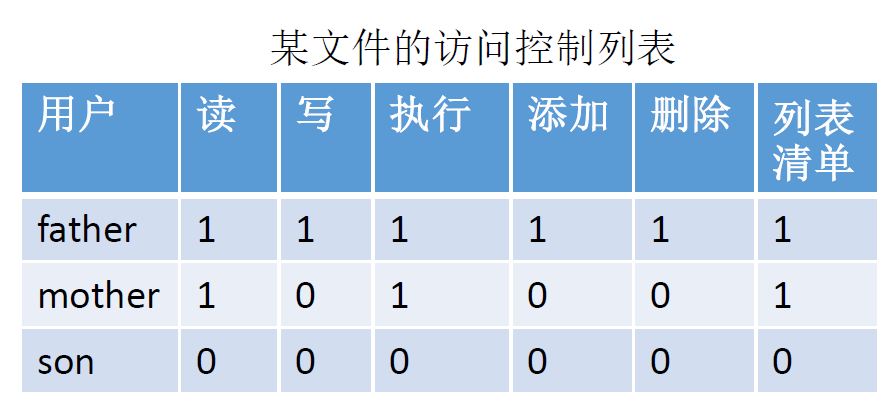 某文件的访问控制列表
用户 读 写 执行 添加 删除 列表清单
father 1 1 1 1 1 1
mother 1 0 1 0 0 1
son 0 0 0 0 0 0